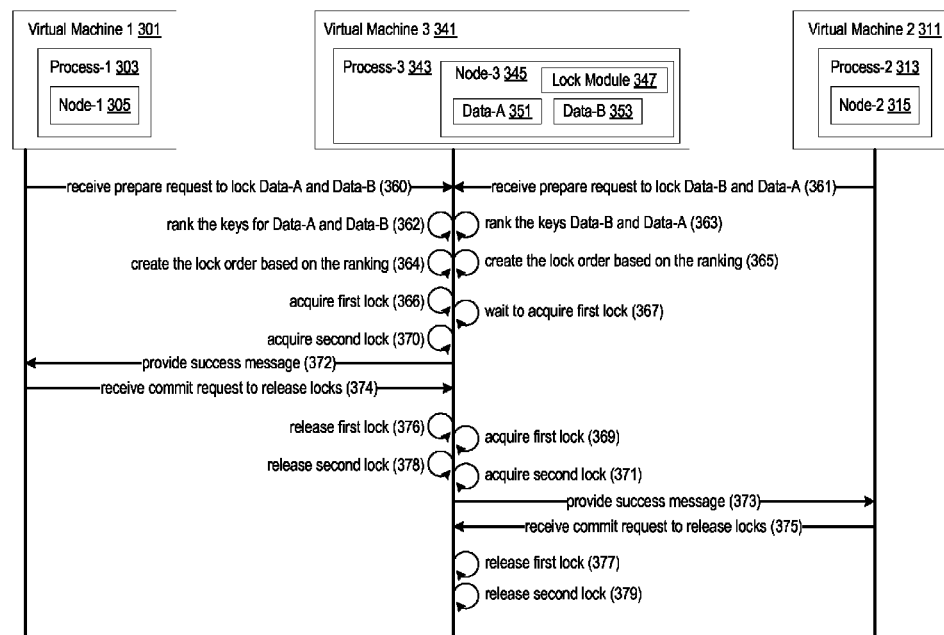 Virtual Machine 1 301
Process-1 303
Node-1 305
Virtual Machine 3 341
Process-3 343
Node-3 345
Lock Module 347
Data-A 351
Data-B 353
Virtual Machine 2 311
Process-2 313
Node-2 315
receive prepare request to lock Data-A and Data-B (360)
receive prepare request to lock Data-B and Data-A (361)
rank the keys for Data-A and Data-B (362)
rank the keys Data-B and Data-A (363)
create the lock order based on the ranking (364)
create the lock order based on the ranking (365)
acquire first lock (366)
wait to acquire first lock (367)
acquire second lock (370)
provide success message (372)
receive commit request to release locks (374)
release first lock (376)
acquire first lock (369)
release second lock (378)
acquire second lock (371)
provide success message (373)
receive commit request to release locks (375)
release first lock (377)
release second lock (379)